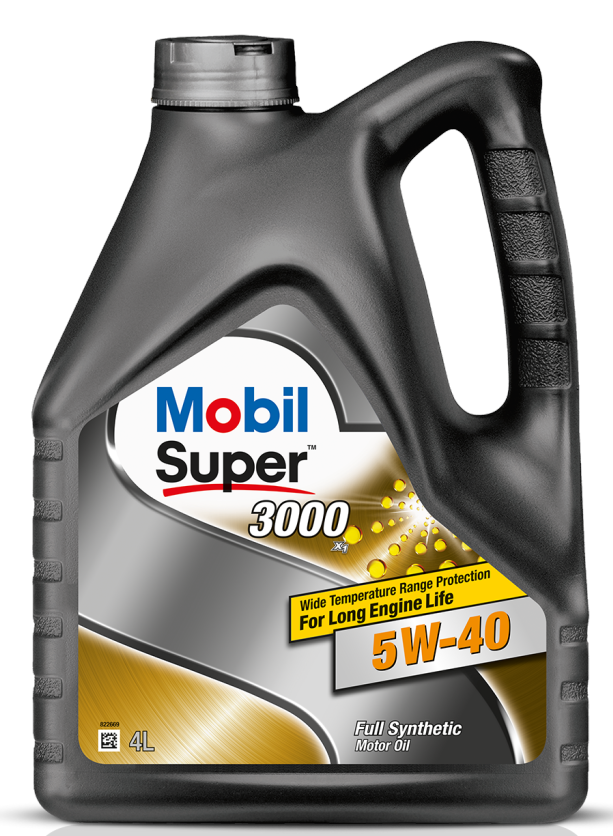 Mobil
Super™
3000
X1
Wide Temperature Range Protection
For Long Engine Life
5W-40
Full Synthetic
Motor Oil
822669
4L